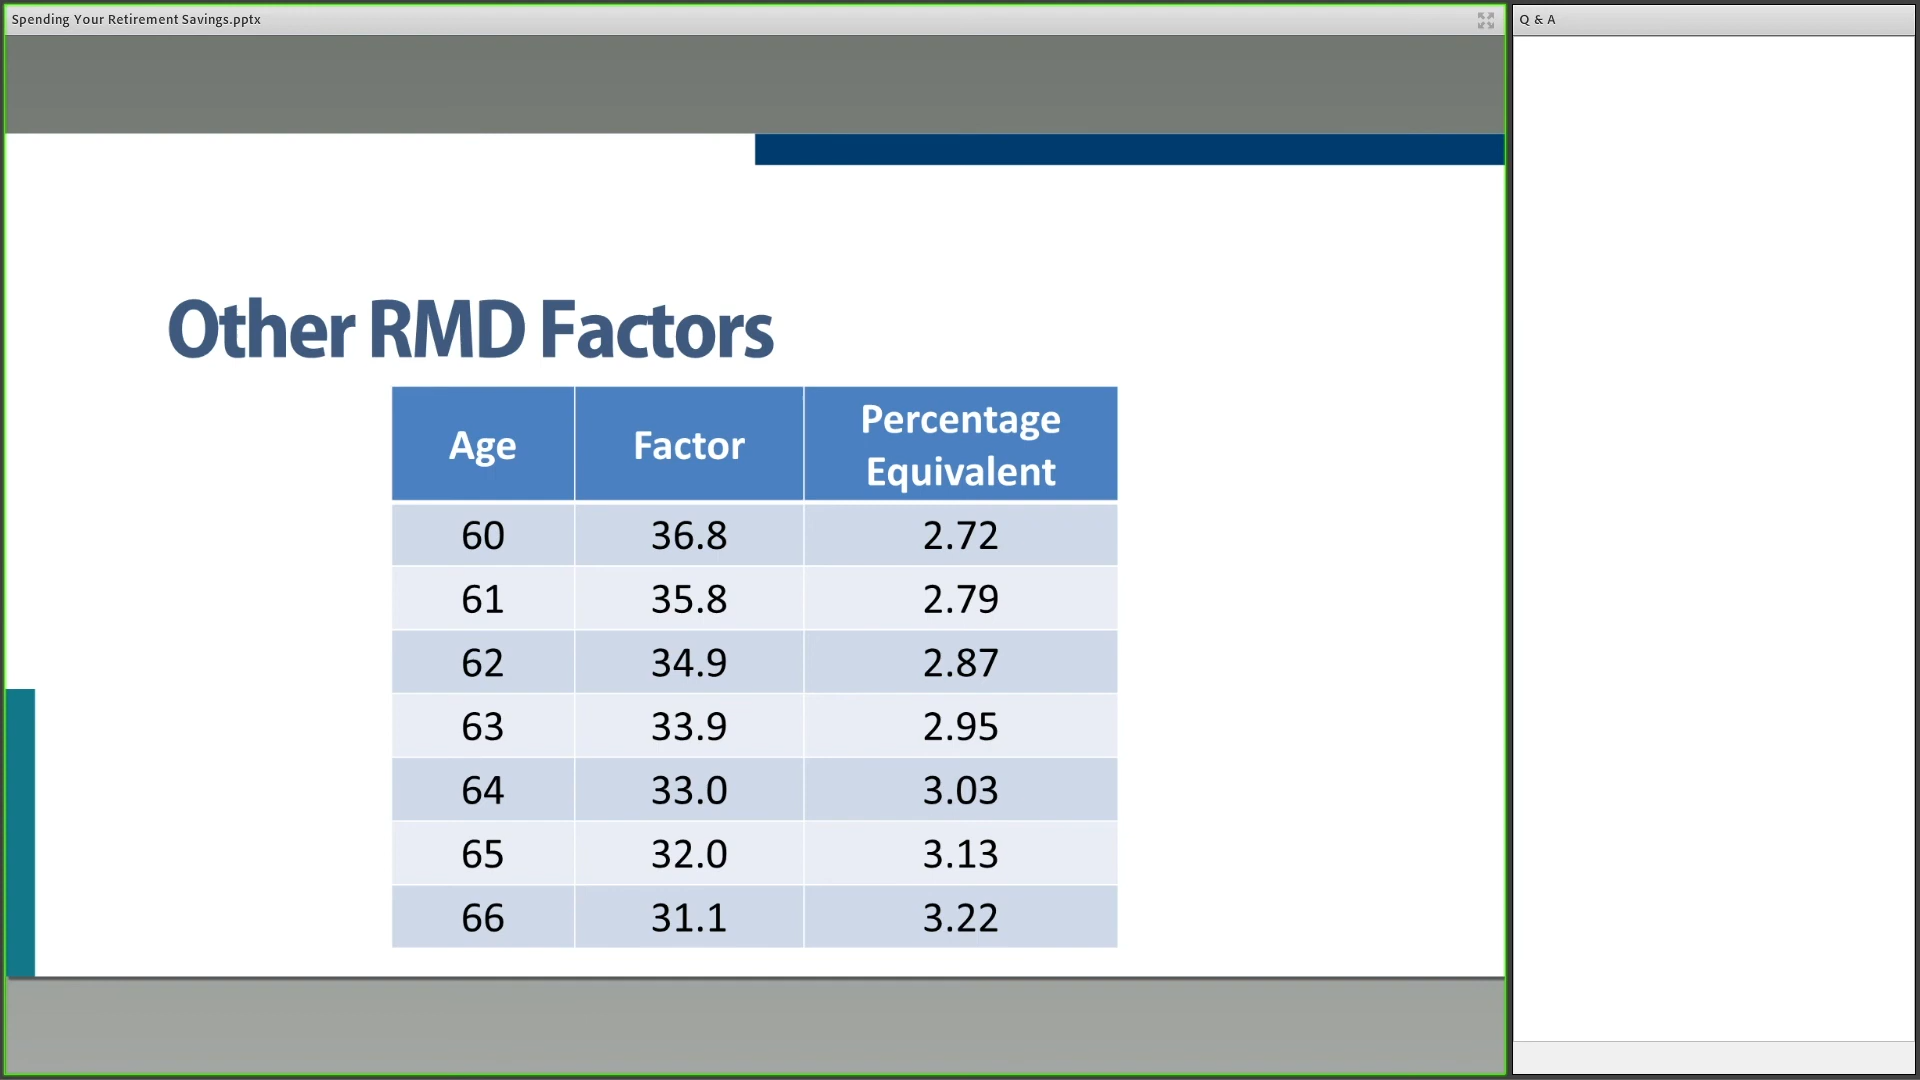 Spending Your Retirement Savings.pptx
Q & A
Other RMD Factors
Age Factor Percentage Equivalent
60 36.8 2.72
61 35.8 2.79
62 34.9 2.87
63 33.9 2.95
64 33.0 3.03
65 32.0 3.13
66 31.1 3.22